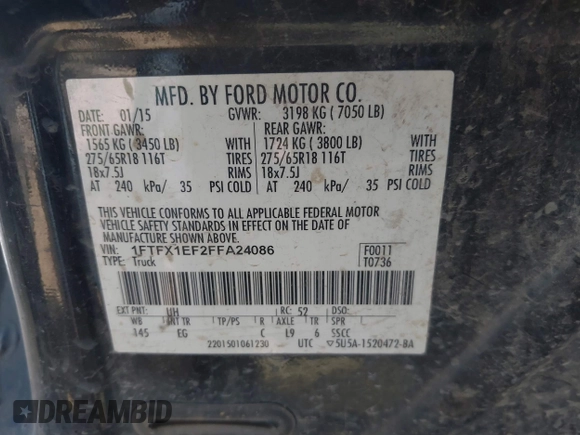 MFD. BY FORD MOTOR CO.
DATE: 01/15 GVWR: 3198 KG ( 7050 LB)
FRONT GAWR: REAR GAWR:
1565 KG ( 3450 LB) WITH 1724 KG ( 3800 LB) WITH
275/65R18 116T TIRES 275/65R18 116T TIRES
18x7.5J RIMS 18x7.5J RIMS
AT 240 kPa/ 35 PSI COLD AT 240 kPa/ 35 PSI COLD
THIS VEHICLE CONFORMS TO ALL APPLICABLE FEDERAL MOTOR
VEHICLE SAFETY STANDARDS IN EFFECT ON THE DATE OF
MANUFACTURE SHOWN ABOVE.
VIN: 1FTFX1EF2FFA24086 F0011
TYPE: Truck T0736
EXT PNT: UH RC: 52 DSO:
WB INT TR TP/PS R AXLE TR SPR
145 EG C L9 6 55CC
2201501061230 UTC ▽5U5A-1520472-BA
DREAMBID .com